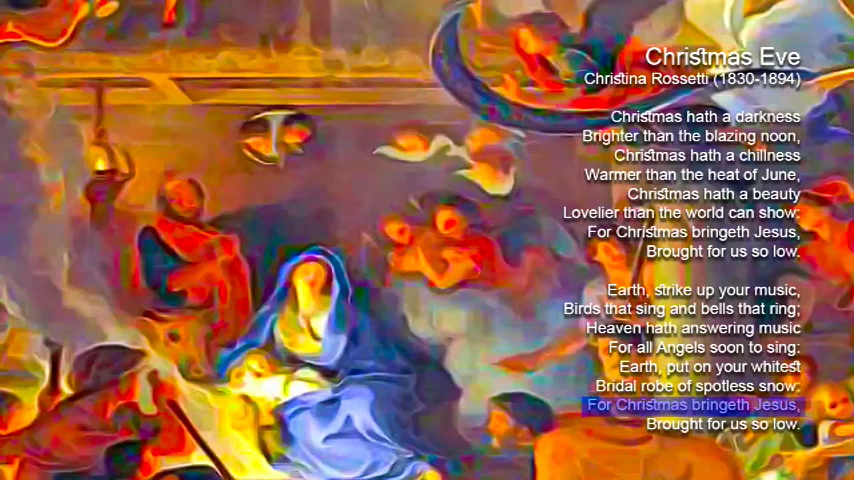 Christmas Eve
Christina Rossetti (1830-1894)
Christmas hath a darkness
Brighter than the blazing noon,
Christmas hath a chillness
Warmer than the heat of June,
Christmas hath a beauty
Lovelier than the world can show:
For Christmas bringeth Jesus,
Brought for us so low.
Earth, strike up your music,
Birds that sing and bells that ring;
Heaven hath answering music
For all Angels soon to sing:
Earth, put on your whitest
Bridal robe of spotless snow:
For Christmas bringeth Jesus,
Brought for us so low.